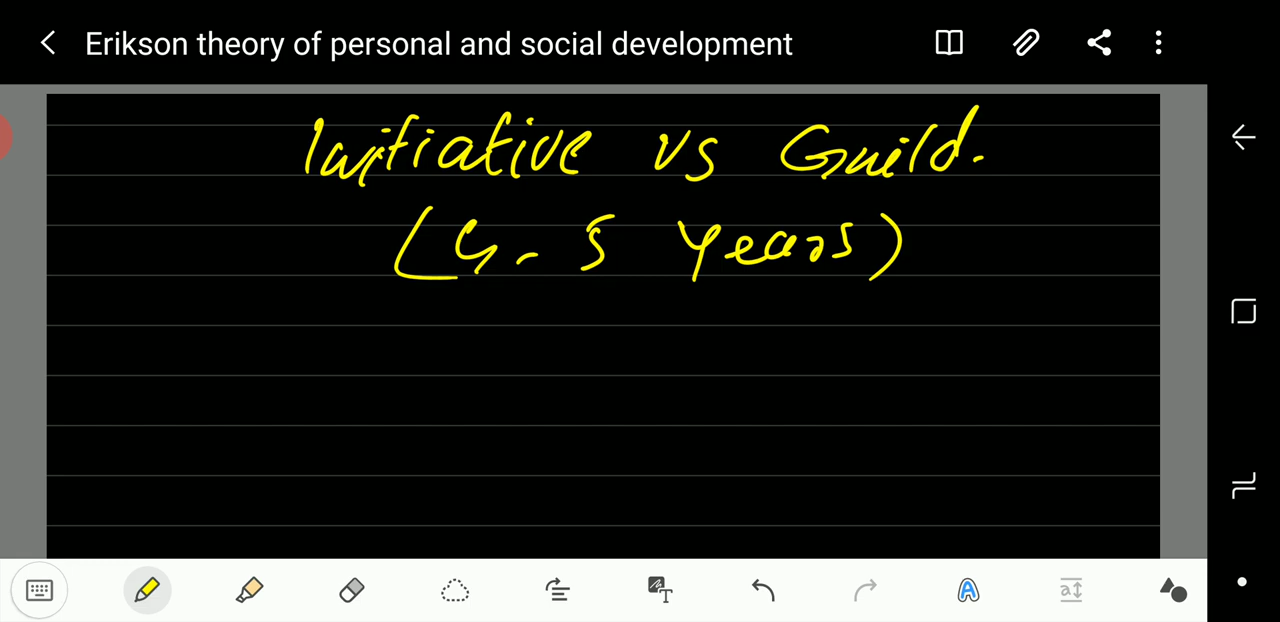 Erikson theory of personal and social development
Initiative vs Guild.
(4-5 years)